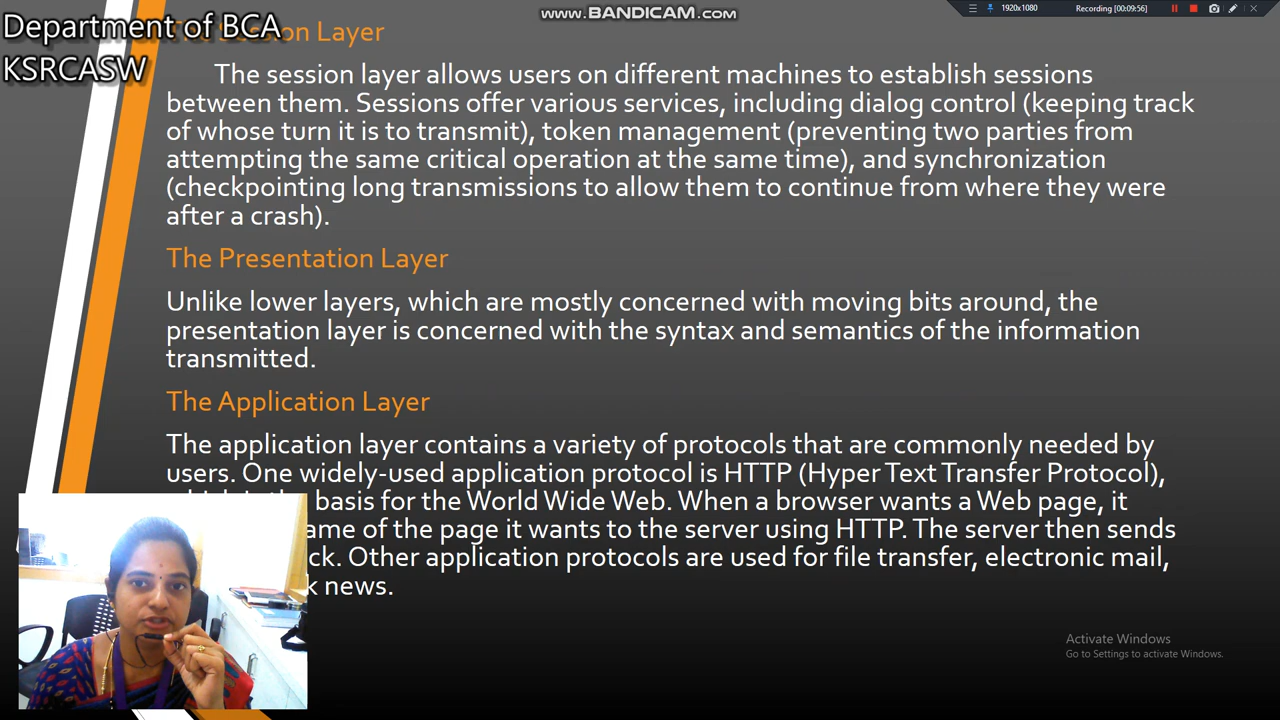 www.BANDICAM.com
1920x1080
Recording [00:09:56]
Department of BCA
KSRCASW
Session Layer
The session layer allows users on different machines to establish sessions
between them. Sessions offer various services, including dialog control (keeping track
of whose turn it is to transmit), token management (preventing two parties from
attempting the same critical operation at the same time), and synchronization
(checkpointing long transmissions to allow them to continue from where they were
after a crash).
The Presentation Layer
Unlike lower layers, which are mostly concerned with moving bits around, the
presentation layer is concerned with the syntax and semantics of the information
transmitted.
The Application Layer
The application layer contains a variety of protocols that are commonly needed by
users. One widely-used application protocol is HTTP (Hyper Text Transfer Protocol),
basis for the World Wide Web. When a browser wants a Web page, it
of the page it wants to the server using HTTP. The server then sends
Other application protocols are used for file transfer, electronic mail,
news.
Activate Windows
Go to Settings to activate Windows.